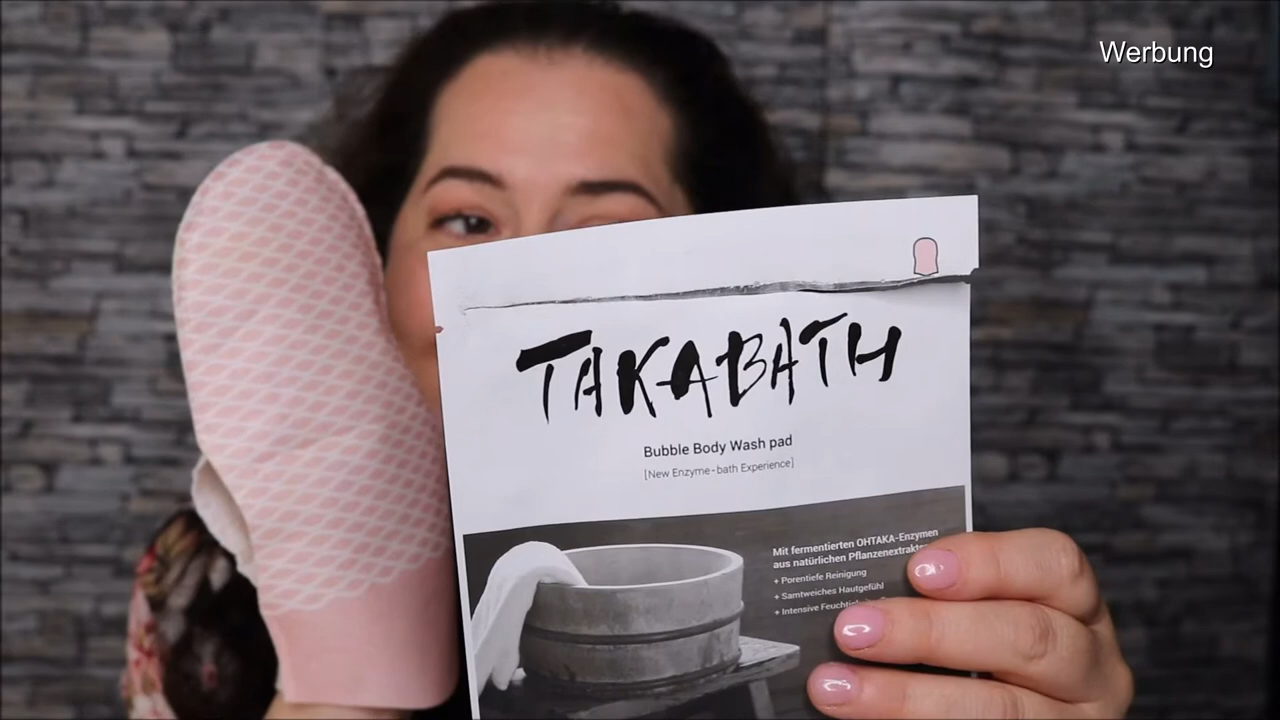 Werbung
TAKABATH
Bubble Body Wash pad
[New Enzyme-bath Experience]
Mit fermentierten OHTAKA-Enzymen
aus natürlichen
+ Porentiefe Reinigung
+ Samtweiches Hautgefühl
+ Intensive